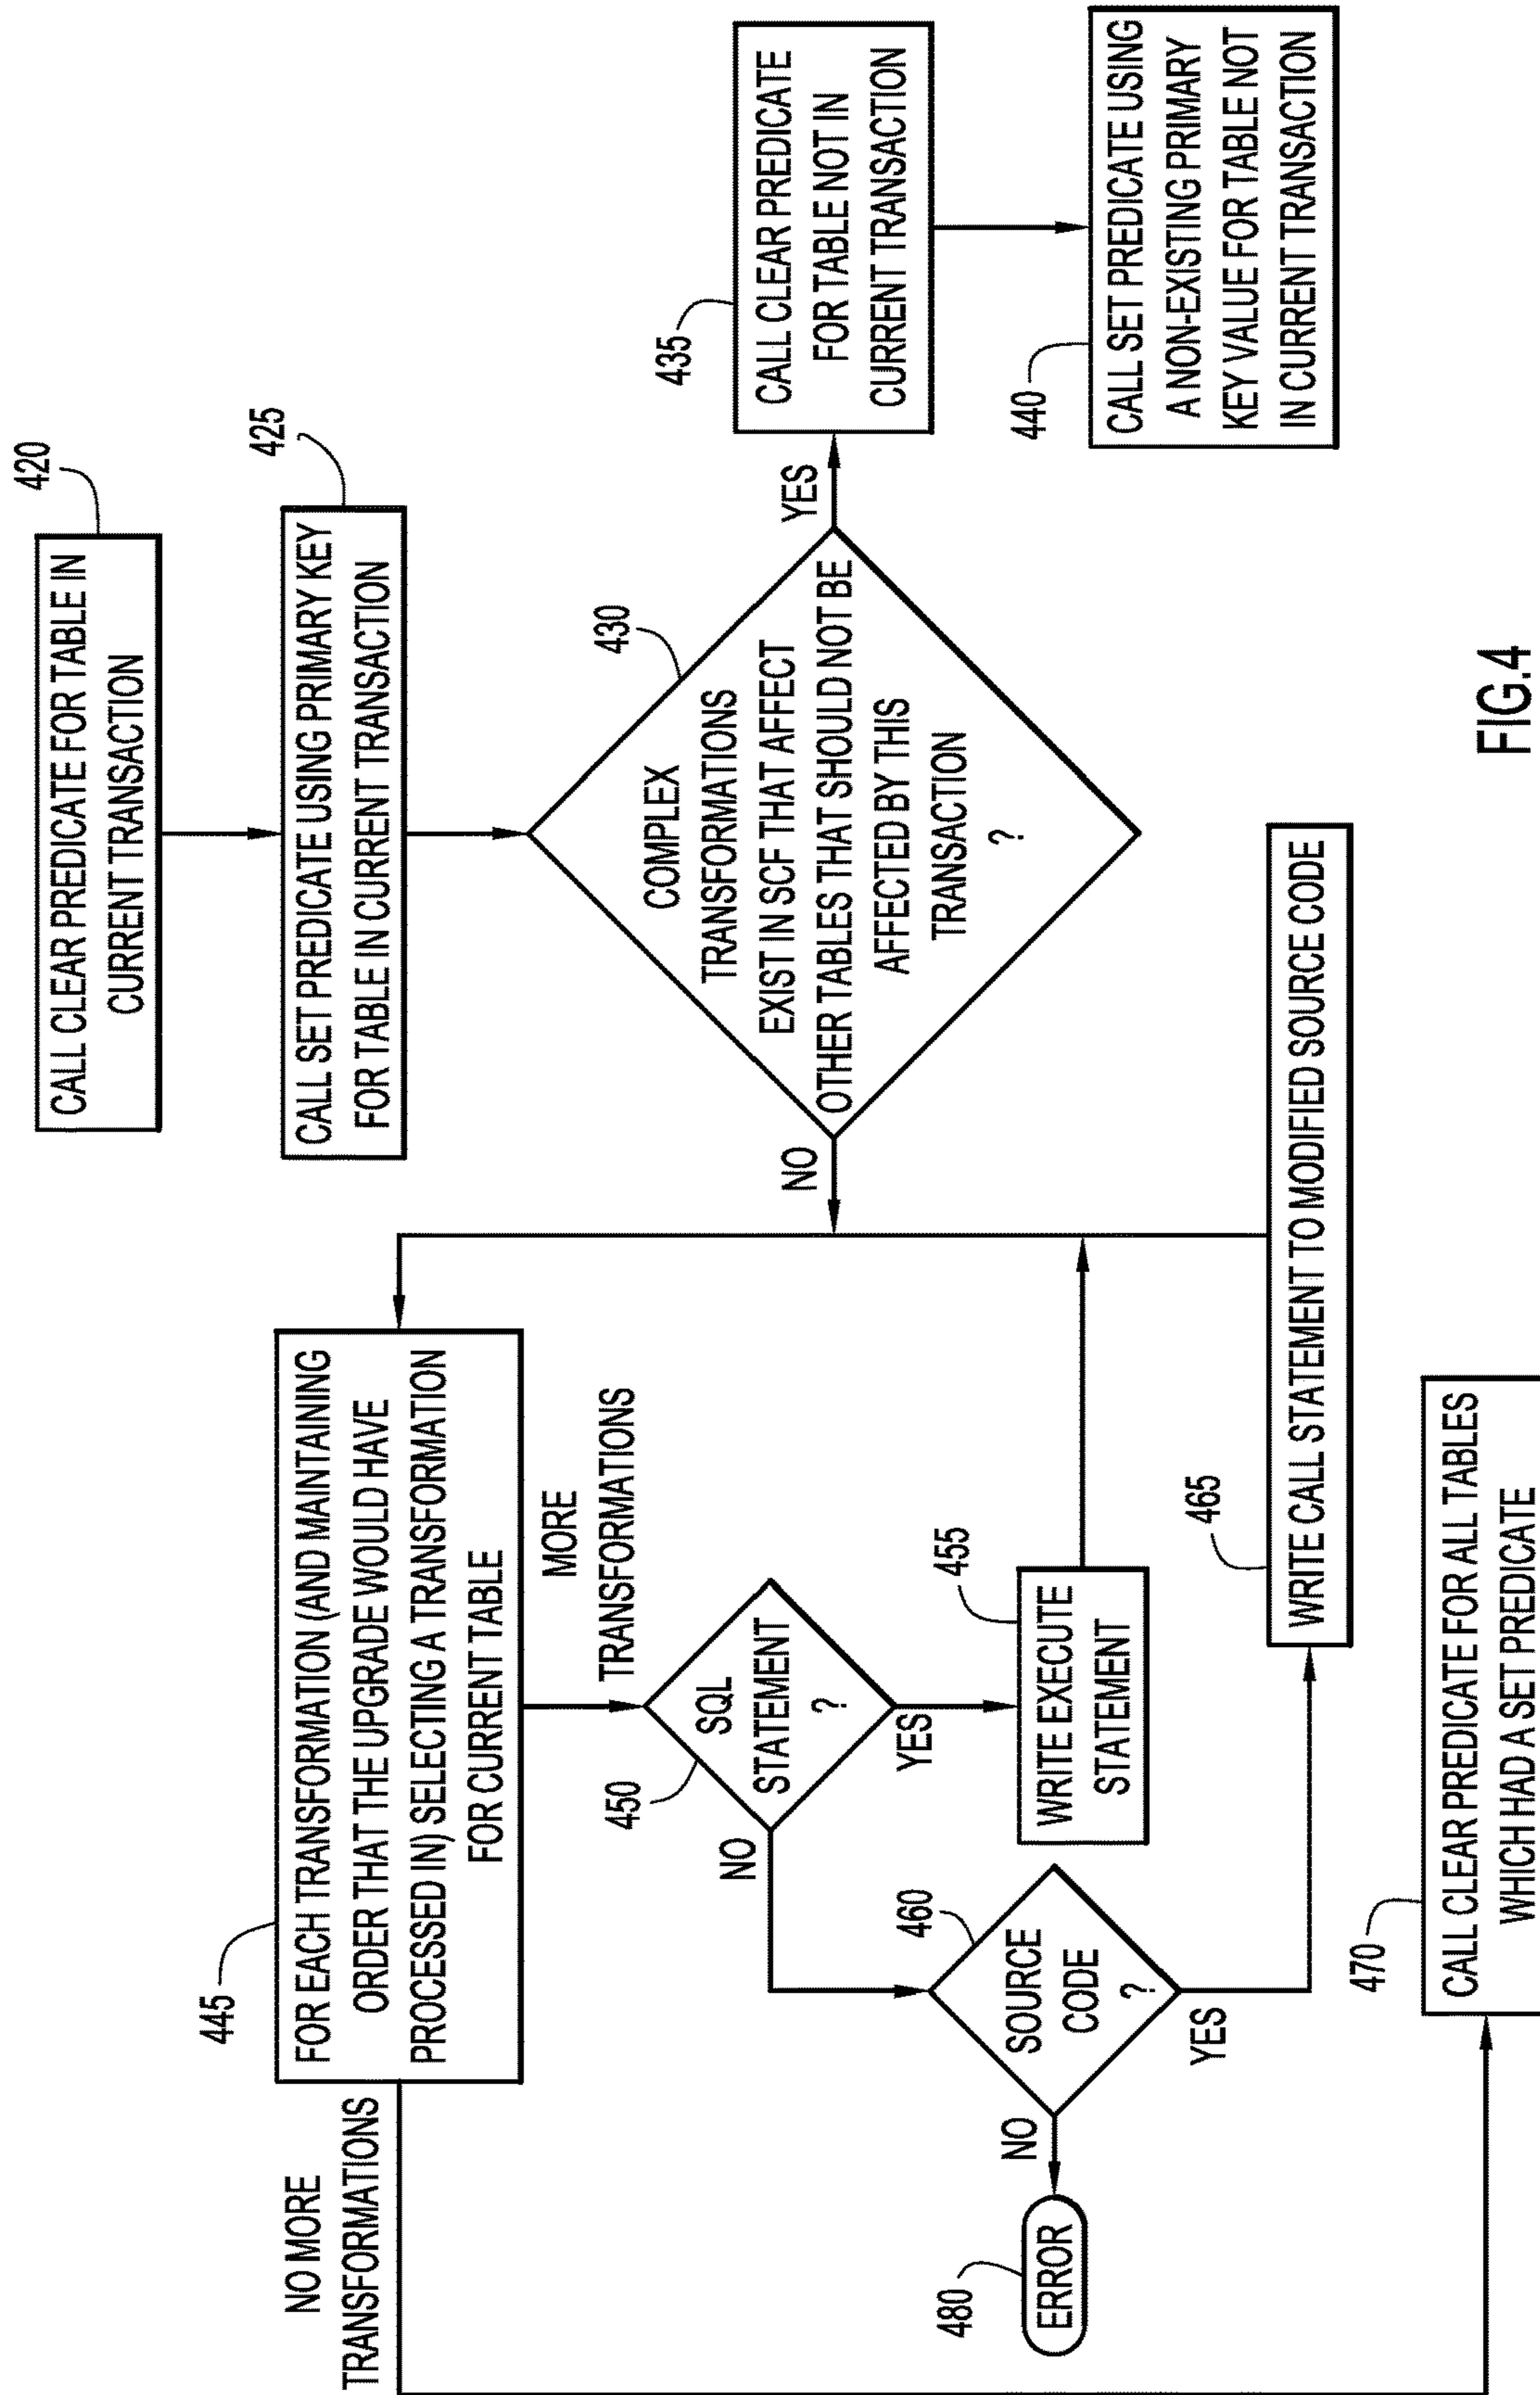 420
CALL CLEAR PREDICATE FOR TABLE IN
CURRENT TRANSACTION
425
CALL SET PREDICATE USING PRIMARY KEY
FOR TABLE IN CURRENT TRANSACTION
430
COMPLEX
TRANSFORMATIONS
EXIST IN SCF THAT AFFECT
OTHER TABLES THAT SHOULD NOT BE
AFFECTED BY THIS
TRANSACTION
?
YES
NO
435
CALL CLEAR PREDICATE
FOR TABLE NOT IN
CURRENT TRANSACTION
440
CALL SET PREDICATE USING
A NON-EXISTING PRIMARY
KEY VALUE FOR TABLE NOT
IN CURRENT TRANSACTION
445
FOR EACH TRANSFORMATION (AND MAINTAINING
ORDER THAT THE UPGRADE WOULD HAVE
PROCESSED IN) SELECTING A TRANSFORMATION
FOR CURRENT TABLE
NO MORE
TRANSFORMATIONS
MORE
TRANSFORMATIONS
450
SQL
STATEMENT
?
NO
YES
455
WRITE EXECUTE
STATEMENT
460
SOURCE
CODE
?
NO
YES
480
ERROR
465
WRITE CALL STATEMENT TO MODIFIED SOURCE CODE
470
CALL CLEAR PREDICATE FOR ALL TABLES
WHICH HAD A SET PREDICATE
FIG.4